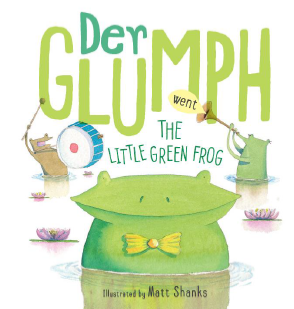 Der
GLUMPH
went
THE
LITTLE GREEN FROG
Illustrated by Matt Shanks